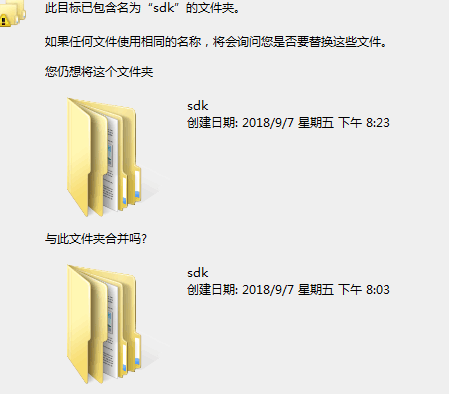 此目标已包含名为“sdk”的文件夹。
如果任何文件使用相同的名称，将会询问您是否要替换这些文件。
您仍想将这个文件夹
sdk
创建日期: 2018/9/7 星期五 下午 8:23
与此文件夹合并吗?
sdk
创建日期: 2018/9/7 星期五 下午 8:03